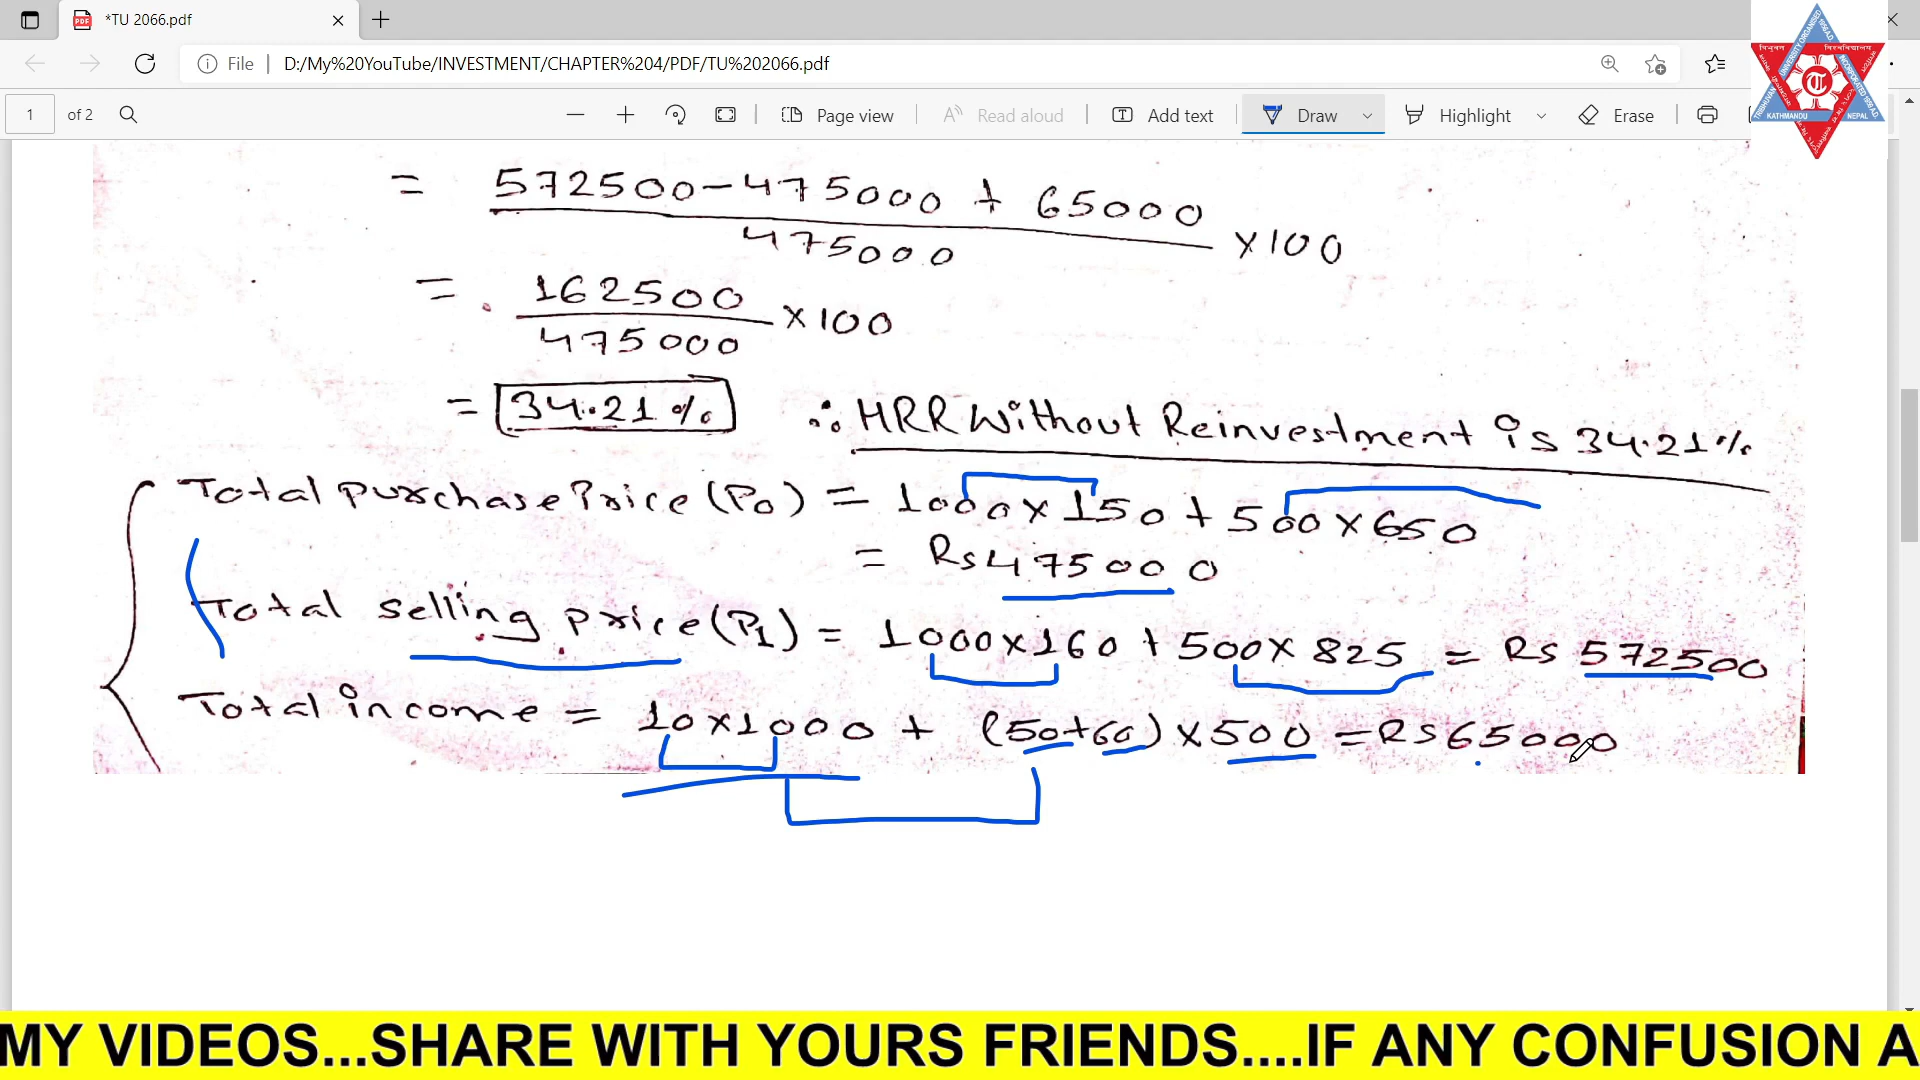 *TU 2066.pdf
File D:/My%20YouTube/INVESTMENT/CHAPTER%204/PDF/TU%202066.pdf
1 of 2 Page view Read aloud Add text Draw Highlight Erase
KATHMANDU NEPAL
= 572500-475000 + 65000
475000 ×100
= 162500
475000 ×100
= 34.21% ∴ HRR Without Reinvestment is 34.21%
Total purchase Price (P0) = 1000×150 + 500×650
= Rs 475000
Total selling price (P1) = 1000×160 + 500×825 = Rs 572500
Total income = 10×1000 + (50+60)×500 = Rs 65000
MY VIDEOS...SHARE WITH YOURS FRIENDS....IF ANY CONFUSION A